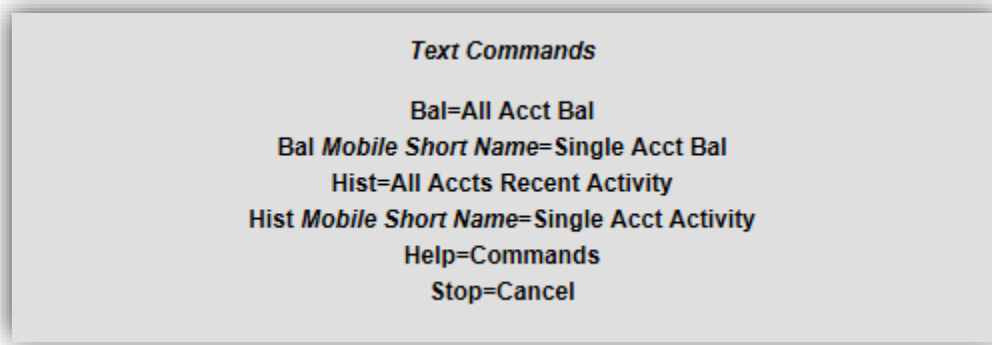 Text Commands
Bal=All Acct Bal
Bal Mobile Short Name=Single Acct Bal
Hist=All Accts Recent Activity
Hist Mobile Short Name=Single Acct Activity
Help=Commands
Stop=Cancel